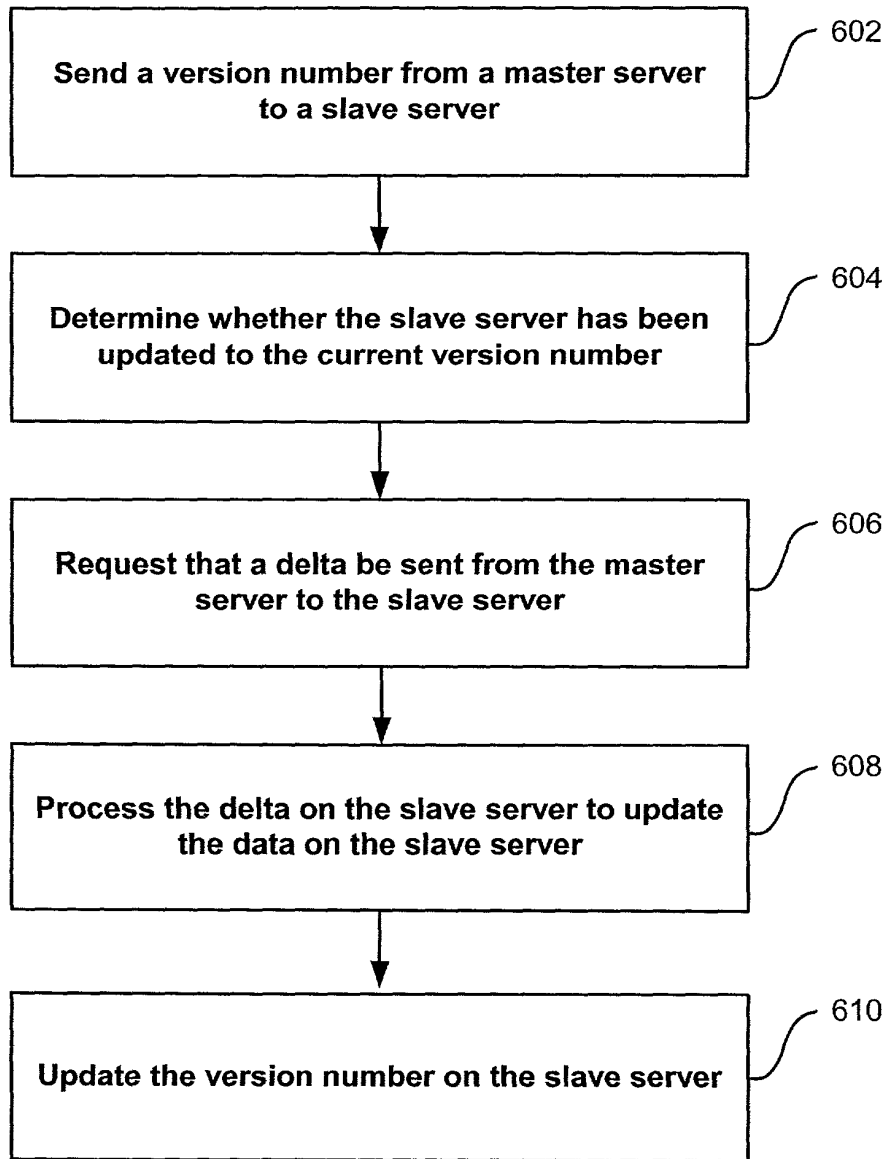 602
Send a version number from a master server
to a slave server
604
Determine whether the slave server has been
updated to the current version number
606
Request that a delta be sent from the master
server to the slave server
608
Process the delta on the slave server to update
the data on the slave server
610
Update the version number on the slave server